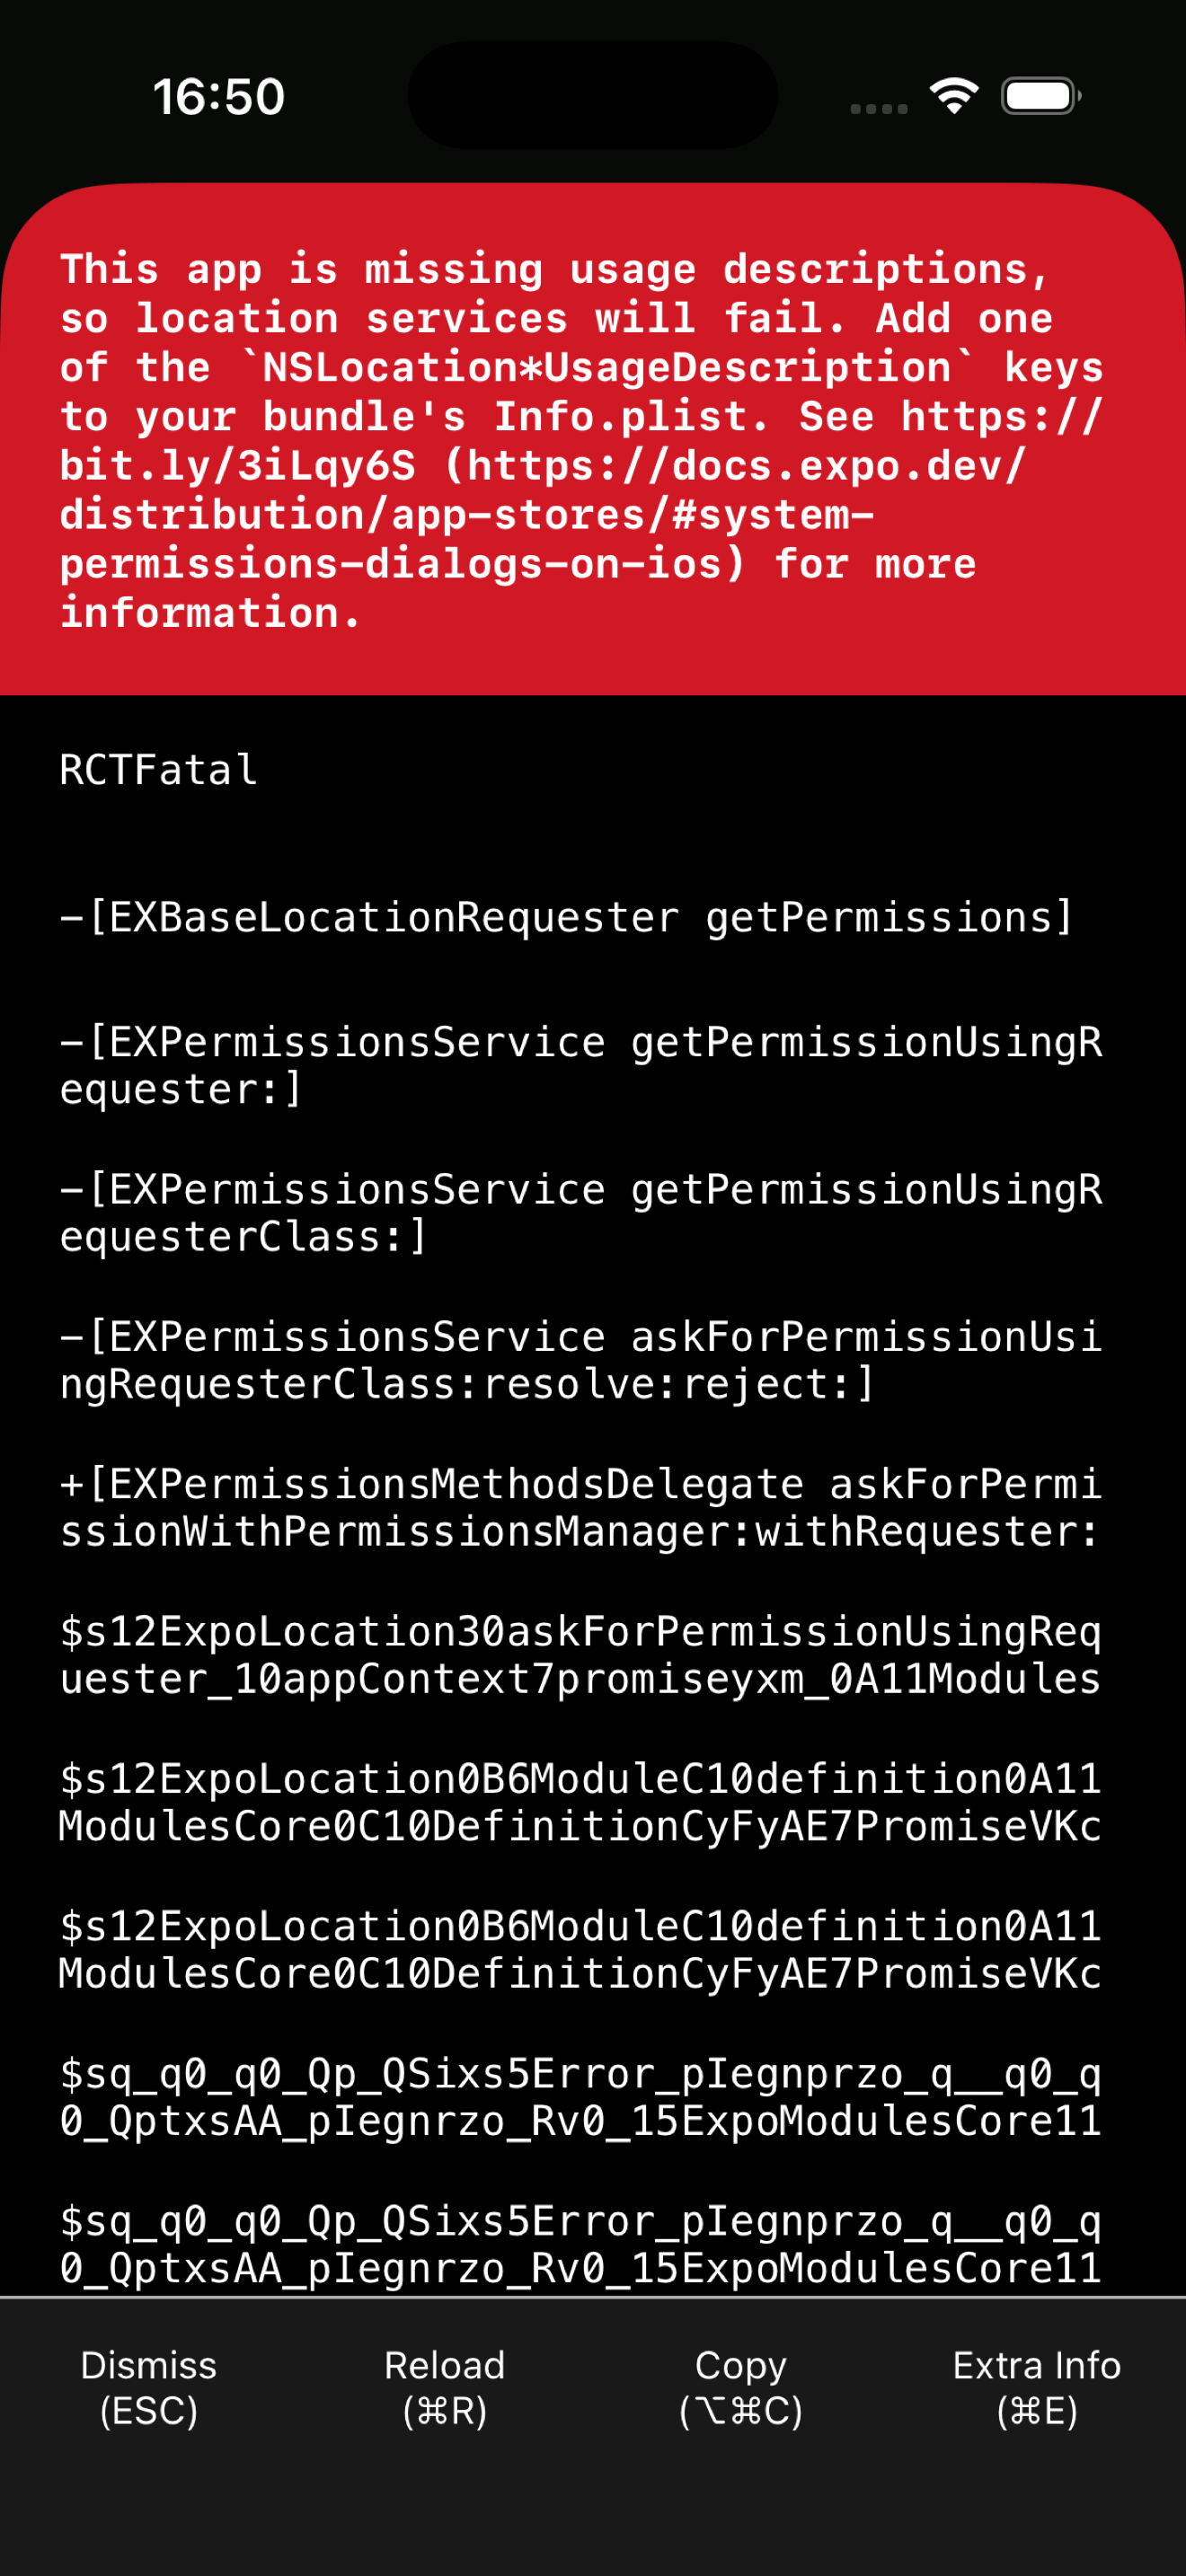 16:50
This app is missing usage descriptions,
so location services will fail. Add one
of the `NSLocation*UsageDescription` keys
to your bundle's Info.plist. See https://
bit.ly/3iLqy6S (https://docs.expo.dev/
distribution/app-stores/#system-
permissions-dialogs-on-ios) for more
information.
RCTFatal
-[EXBaseLocationRequester getPermissions]
-[EXPermissionsService getPermissionUsingR
equester:]
-[EXPermissionsService getPermissionUsingR
equesterClass:]
-[EXPermissionsService askForPermissionUsi
ngRequesterClass:resolve:reject:]
+[EXPermissionsMethodsDelegate askForPermi
ssionWithPermissionsManager:withRequester:
$s12ExpoLocation30askForPermissionUsingReq
uester_10appContext7promiseyxm_0A11Modules
$s12ExpoLocation0B6ModuleC10definition0A11
ModulesCore0C10DefinitionCyFyAE7PromiseVKc
$s12ExpoLocation0B6ModuleC10definition0A11
ModulesCore0C10DefinitionCyFyAE7PromiseVKc
$sq_q0_q0_Qp_QSixs5Error_pIegnprzo_q__q0_q
0_QptxsAA_pIegnrzo_Rv0_15ExpoModulesCore11
$sq_q0_q0_Qp_QSixs5Error_pIegnprzo_q__q0_q
0_QptxsAA_pIegnrzo_Rv0_15ExpoModulesCore11
Dismiss
(ESC)
Reload
(⌘R)
Copy
(⌥⌘C)
Extra Info
(⌘E)